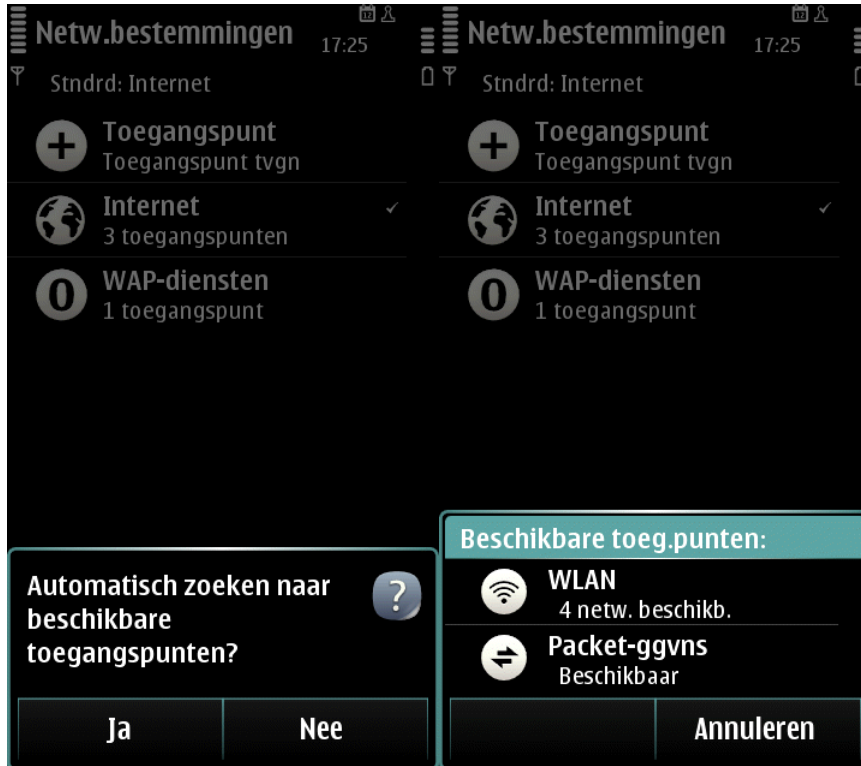 Netw.bestemmingen
17:25
Stndrd: Internet
Toegangspunt
Toegangspunt tvgn
Internet
3 toegangspunten
WAP-diensten
1 toegangspunt
Automatisch zoeken naar
beschikbare
toegangspunten?
Ja
Nee
Netw.bestemmingen
17:25
Stndrd: Internet
Toegangspunt
Toegangspunt tvgn
Internet
3 toegangspunten
WAP-diensten
1 toegangspunt
Beschikbare toeg.punten:
WLAN
4 netw. beschikb.
Packet-ggvns
Beschikbaar
Annuleren